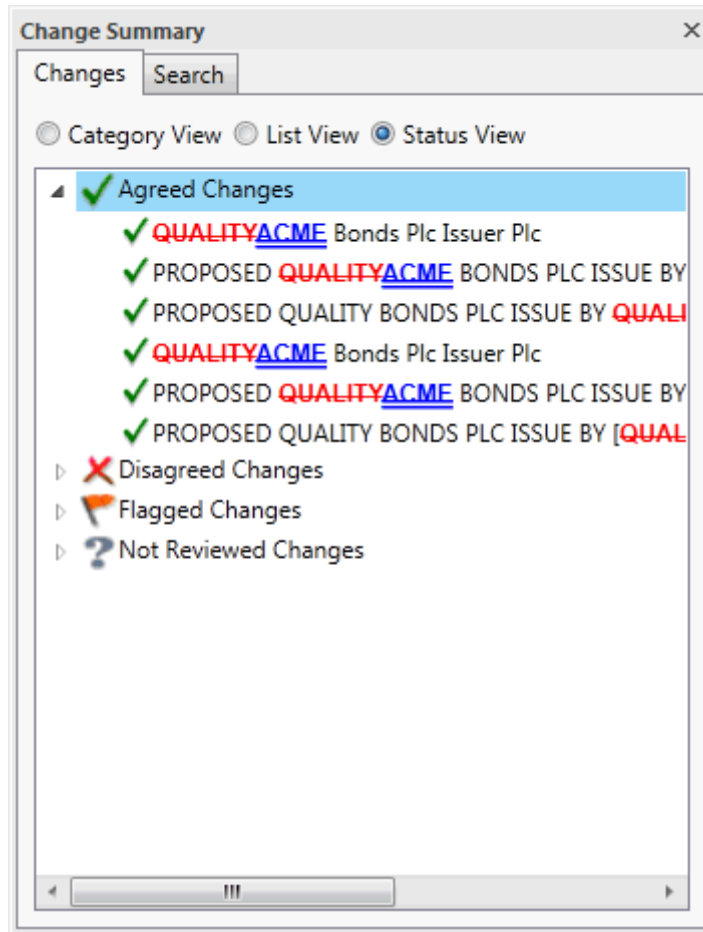 Change Summary
Changes Search
Category View List View Status View
Agreed Changes
QUALITYACME Bonds Plc Issuer Plc
PROPOSED QUALITYACME BONDS PLC ISSUE BY
PROPOSED QUALITY BONDS PLC ISSUE BY QUALI
QUALITYACME Bonds Plc Issuer Plc
PROPOSED QUALITYACME BONDS PLC ISSUE BY
PROPOSED QUALITY BONDS PLC ISSUE BY [QUAL
Disagreed Changes
Flagged Changes
Not Reviewed Changes